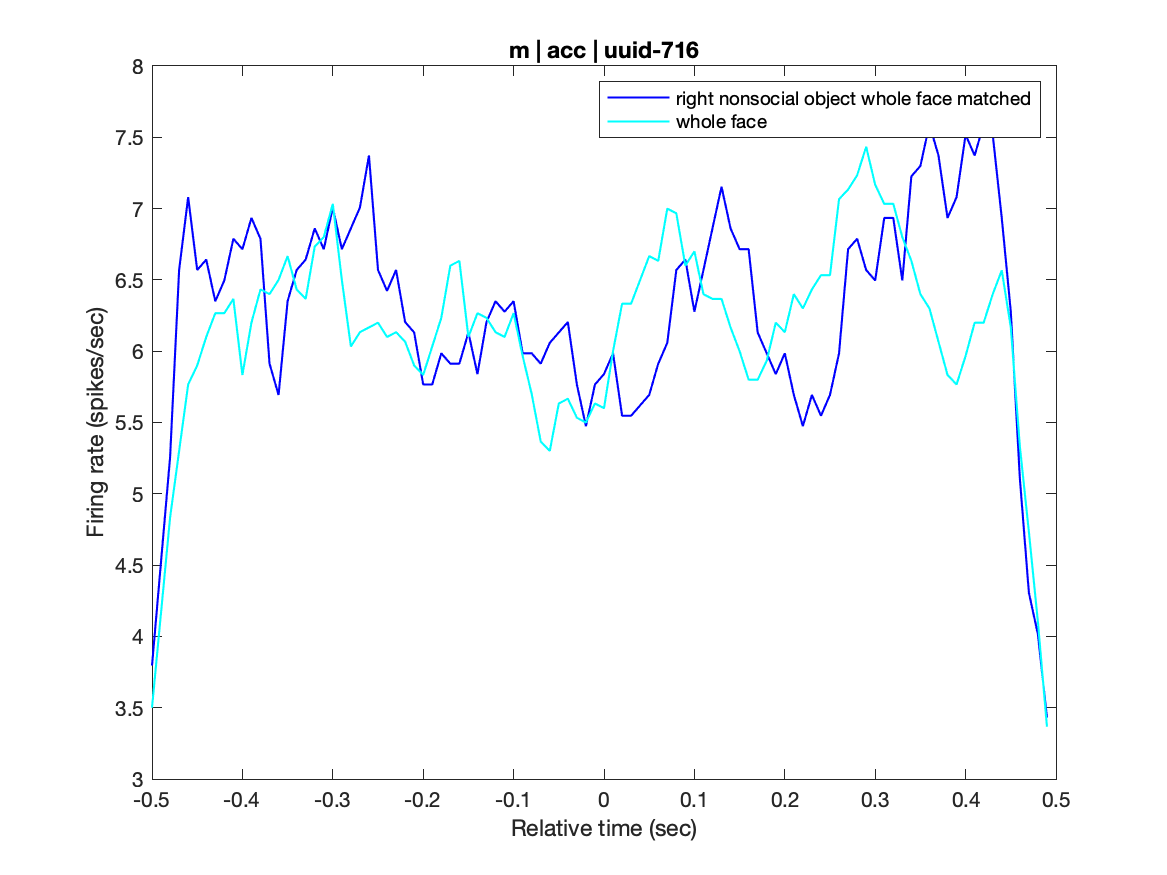 m | acc | uuid-716
8
7.5
7
6.5
6
5.5
5
4.5
4
3.5
3
Firing rate (spikes/sec)
right nonsocial object whole face matched
whole face
-0.5 -0.4 -0.3 -0.2 -0.1 0 0.1 0.2 0.3 0.4 0.5
Relative time (sec)